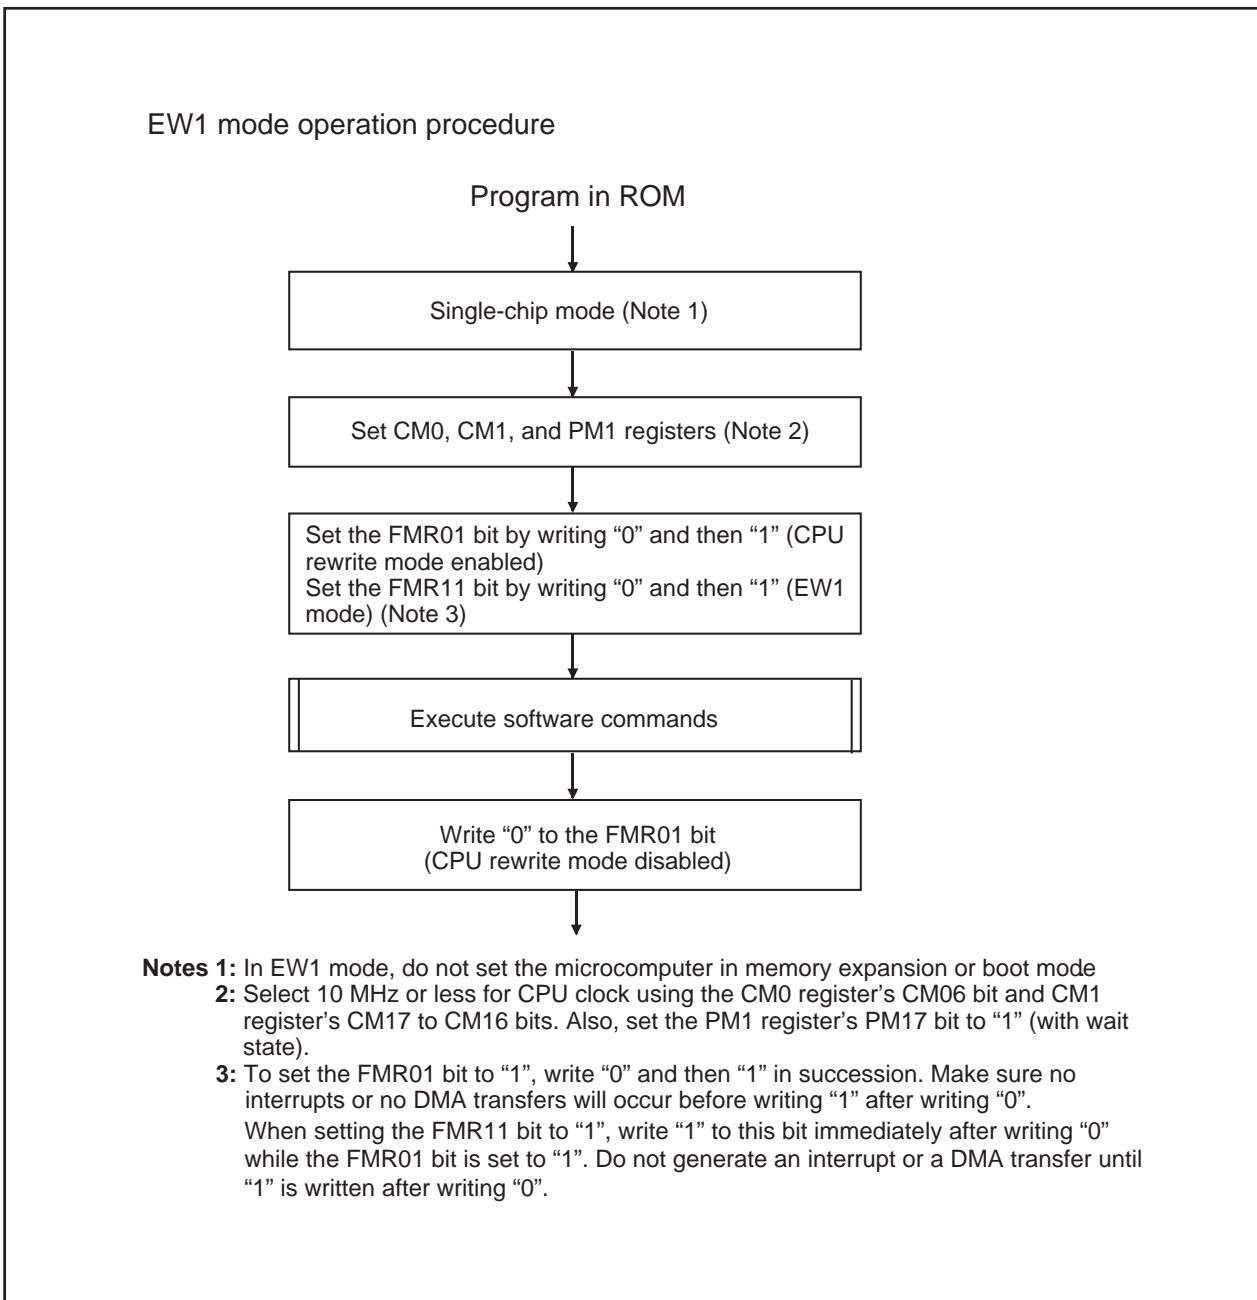 EW1 mode operation procedure
Program in ROM
Single-chip mode (Note 1)
Set CM0, CM1, and PM1 registers (Note 2)
Set the FMR01 bit by writing “0” and then “1” (CPU
rewrite mode enabled)
Set the FMR11 bit by writing “0” and then “1” (EW1
mode) (Note 3)
Execute software commands
Write “0” to the FMR01 bit
(CPU rewrite mode disabled)
Notes 1: In EW1 mode, do not set the microcomputer in memory expansion or boot mode
2: Select 10 MHz or less for CPU clock using the CM0 register’s CM06 bit and CM1
register’s CM17 to CM16 bits. Also, set the PM1 register’s PM17 bit to “1” (with wait
state).
3: To set the FMR01 bit to “1”, write “0” and then “1” in succession. Make sure no
interrupts or no DMA transfers will occur before writing “1” after writing “0”.
When setting the FMR11 bit to “1”, write “1” to this bit immediately after writing “0”
while the FMR01 bit is set to “1”. Do not generate an interrupt or a DMA transfer until
“1” is written after writing “0”.